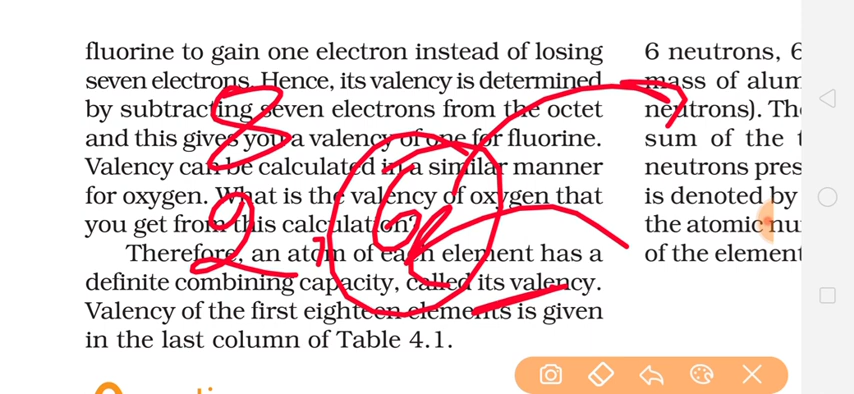 fluorine to gain one electron instead of losing
seven electrons. Hence, its valency is determined
by subtracting seven electrons from the octet
and this gives you a valency of one for fluorine.
Valency can be calculated in a similar manner
for oxygen. What is the valency of oxygen that
you get from this calculation?
Therefore, an atom of each element has a
definite combining capacity, called its valency.
Valency of the first eighteen elements is given
in the last column of Table 4.1.
6 neutrons, 6
mass of alum
neutrons). Th
sum of the
neutrons pres
is denoted by
the atomic nu
of the element
8
2, 6